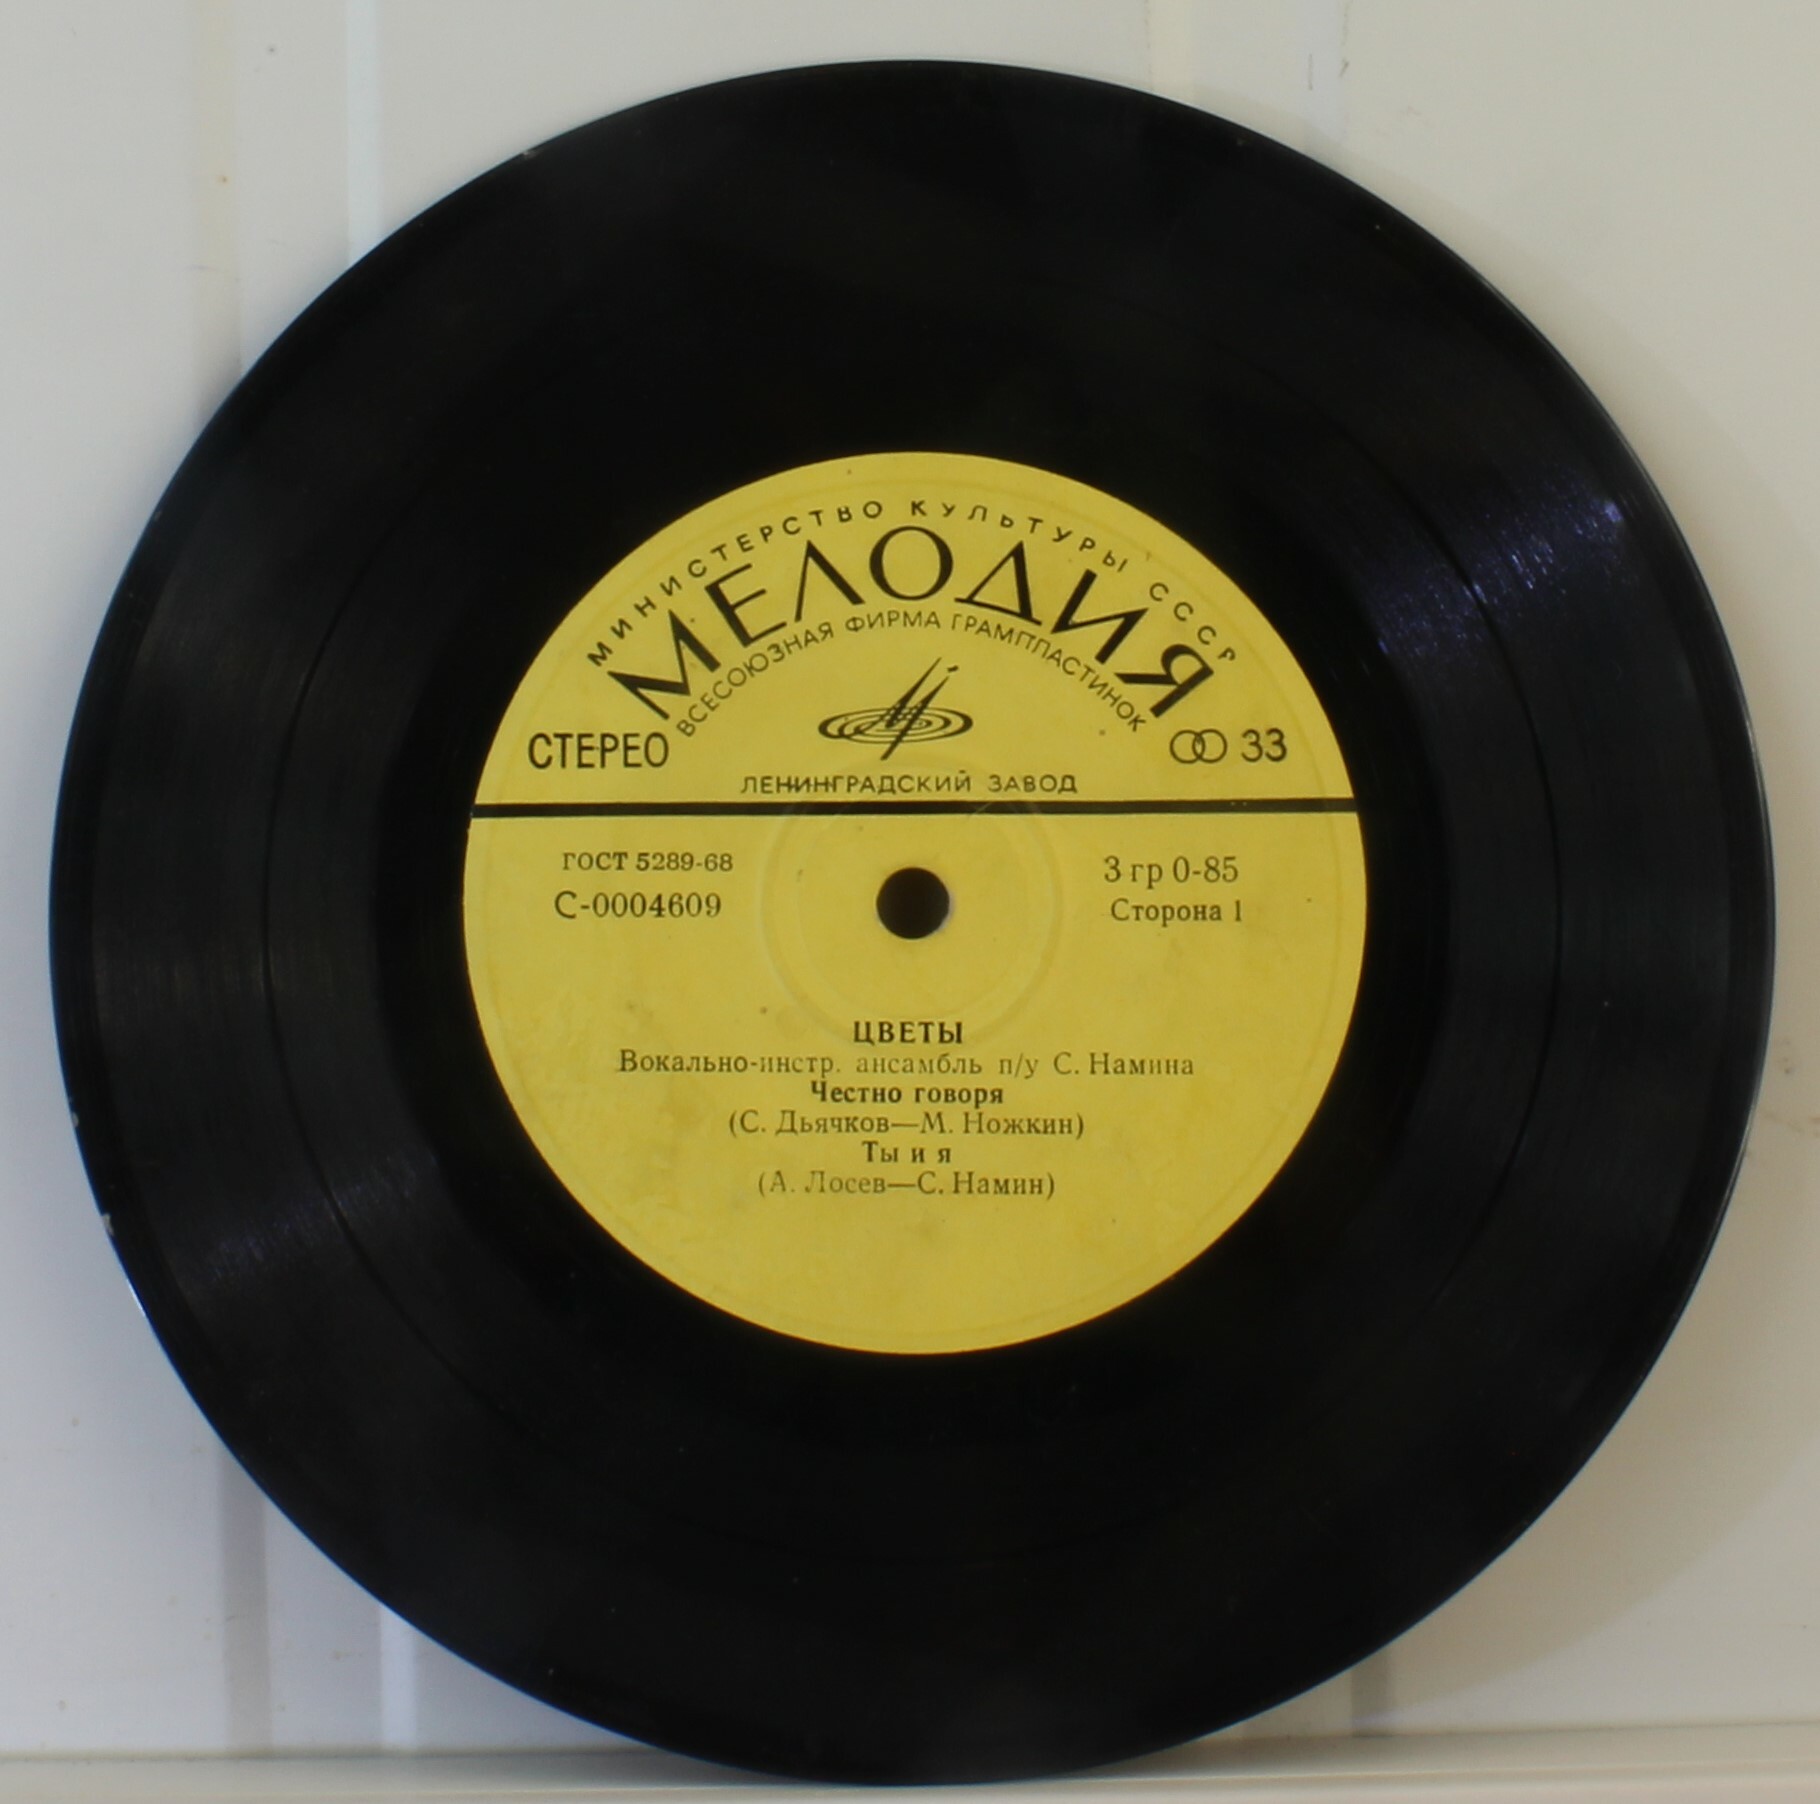 МИНИСТЕРСТВО КУЛЬТУРЫ СССР
МЕЛОДИЯ
ВСЕСОЮЗНАЯ ФИРМА ГРАМПЛАСТИНОК
СТЕРЕО
33
ЛЕНИНГРАДСКИЙ ЗАВОД
ГОСТ 5289-68
С-0004609
3 гр 0-85
Сторона 1
ЦВЕТЫ
Вокально-инстр. ансамбль п/у С. Намина
Честно говоря
(С. Дьячков—М. Ножкин)
Ты и я
(А. Лосев—С. Намин)